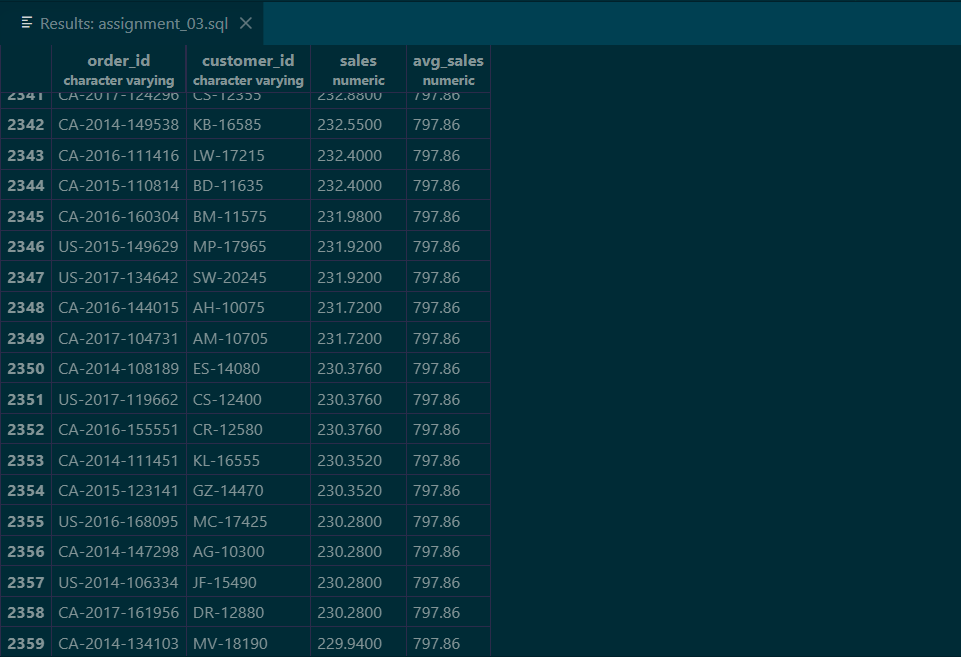 Results: assignment_03.sql
order_id customer_id sales avg_sales
character varying character varying numeric numeric
2341 CA-2017-124296 CS-12355 232.8800 797.86
2342 CA-2014-149538 KB-16585 232.5500 797.86
2343 CA-2016-111416 LW-17215 232.4000 797.86
2344 CA-2015-110814 BD-11635 232.4000 797.86
2345 CA-2016-160304 BM-11575 231.9800 797.86
2346 US-2015-149629 MP-17965 231.9200 797.86
2347 US-2017-134642 SW-20245 231.9200 797.86
2348 CA-2016-144015 AH-10075 231.7200 797.86
2349 CA-2017-104731 AM-10705 231.7200 797.86
2350 CA-2014-108189 ES-14080 230.3760 797.86
2351 US-2017-119662 CS-12400 230.3760 797.86
2352 CA-2016-155551 CR-12580 230.3760 797.86
2353 CA-2014-111451 KL-16555 230.3520 797.86
2354 CA-2015-123141 GZ-14470 230.3520 797.86
2355 US-2016-168095 MC-17425 230.2800 797.86
2356 CA-2014-147298 AG-10300 230.2800 797.86
2357 US-2014-106334 JF-15490 230.2800 797.86
2358 CA-2017-161956 DR-12880 230.2800 797.86
2359 CA-2014-134103 MV-18190 229.9400 797.86